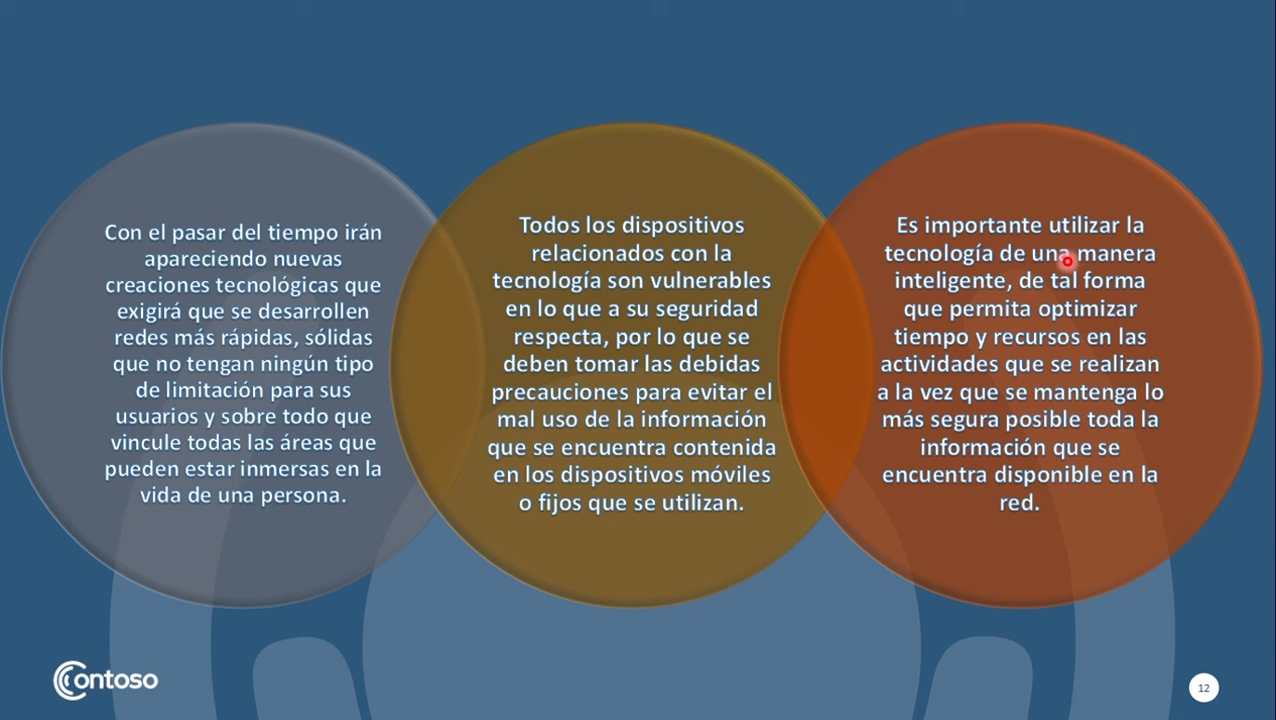 Con el pasar del tiempo irán
apareciendo nuevas
creaciones tecnológicas que
exigirá que se desarrollen
redes más rápidas, sólidas
que no tengan ningún tipo
de limitación para sus
usuarios y sobre todo que
vincule todas las áreas que
pueden estar inmersas en la
vida de una persona.
Todos los dispositivos
relacionados con la
tecnología son vulnerables
en lo que a su seguridad
respecta, por lo que se
deben tomar las debidas
precauciones para evitar el
mal uso de la información
que se encuentra contenida
en los dispositivos móviles
o fijos que se utilizan.
Es importante utilizar la
tecnología de una manera
inteligente, de tal forma
que permita optimizar
tiempo y recursos en las
actividades que se realizan
a la vez que se mantenga lo
más segura posible toda la
información que se
encuentra disponible en la
red.
Contoso
12